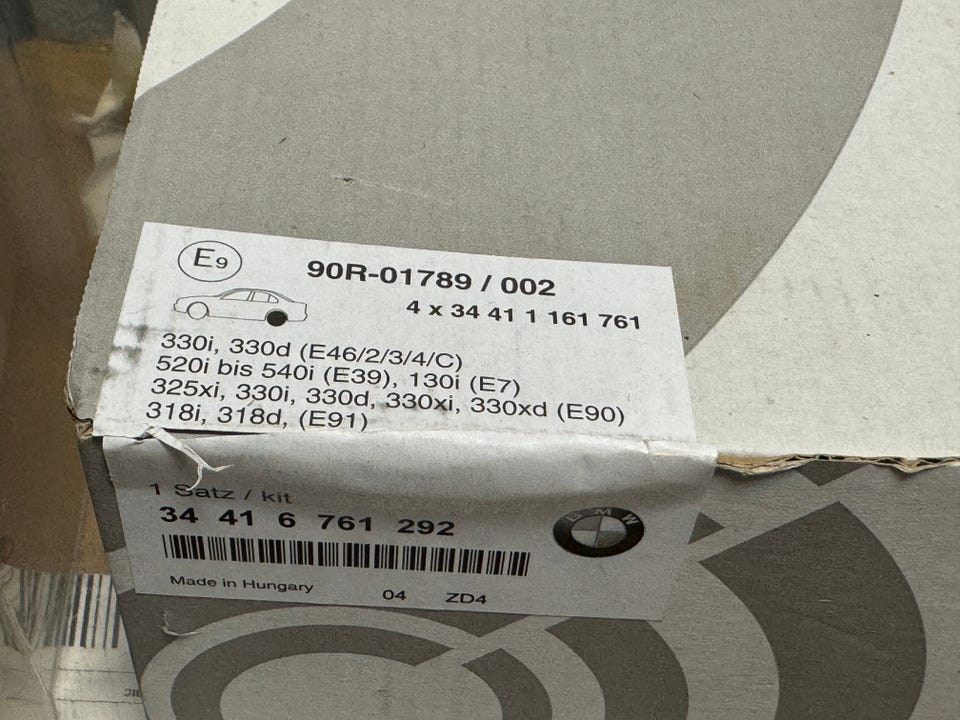 E9
90R-01789 / 002
4 x 34 41 1 161 761
330i, 330d (E46/2/3/4/C)
520i bis 540i (E39), 130i (E7)
325xi, 330i, 330d, 330xi, 330xd (E90)
318i, 318d, (E91)
1 Satz / kit
34 41 6 761 292
BMW
Made in Hungary
04 ZD4